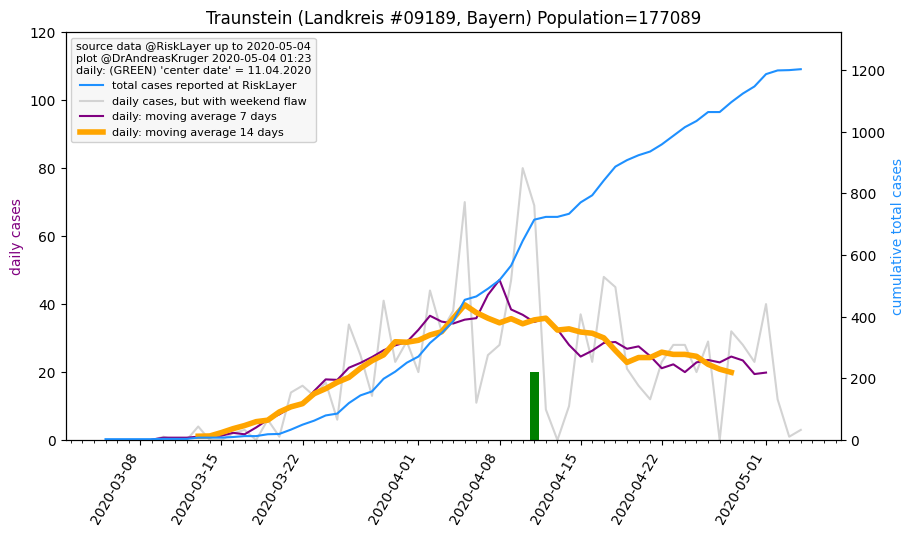 Traunstein (Landkreis #09189, Bayern) Population=177089
source data @RiskLayer up to 2020-05-04
plot @DrAndreasKruger 2020-05-04 01:23
daily: (GREEN) 'center date' = 11.04.2020
total cases reported at RiskLayer
daily cases, but with weekend flaw
daily: moving average 7 days
daily: moving average 14 days
daily cases
120
100
80
60
40
20
0
cumulative total cases
1200
1000
800
600
400
200
0
2020-03-08
2020-03-15
2020-03-22
2020-04-01
2020-04-08
2020-04-15
2020-04-22
2020-05-01